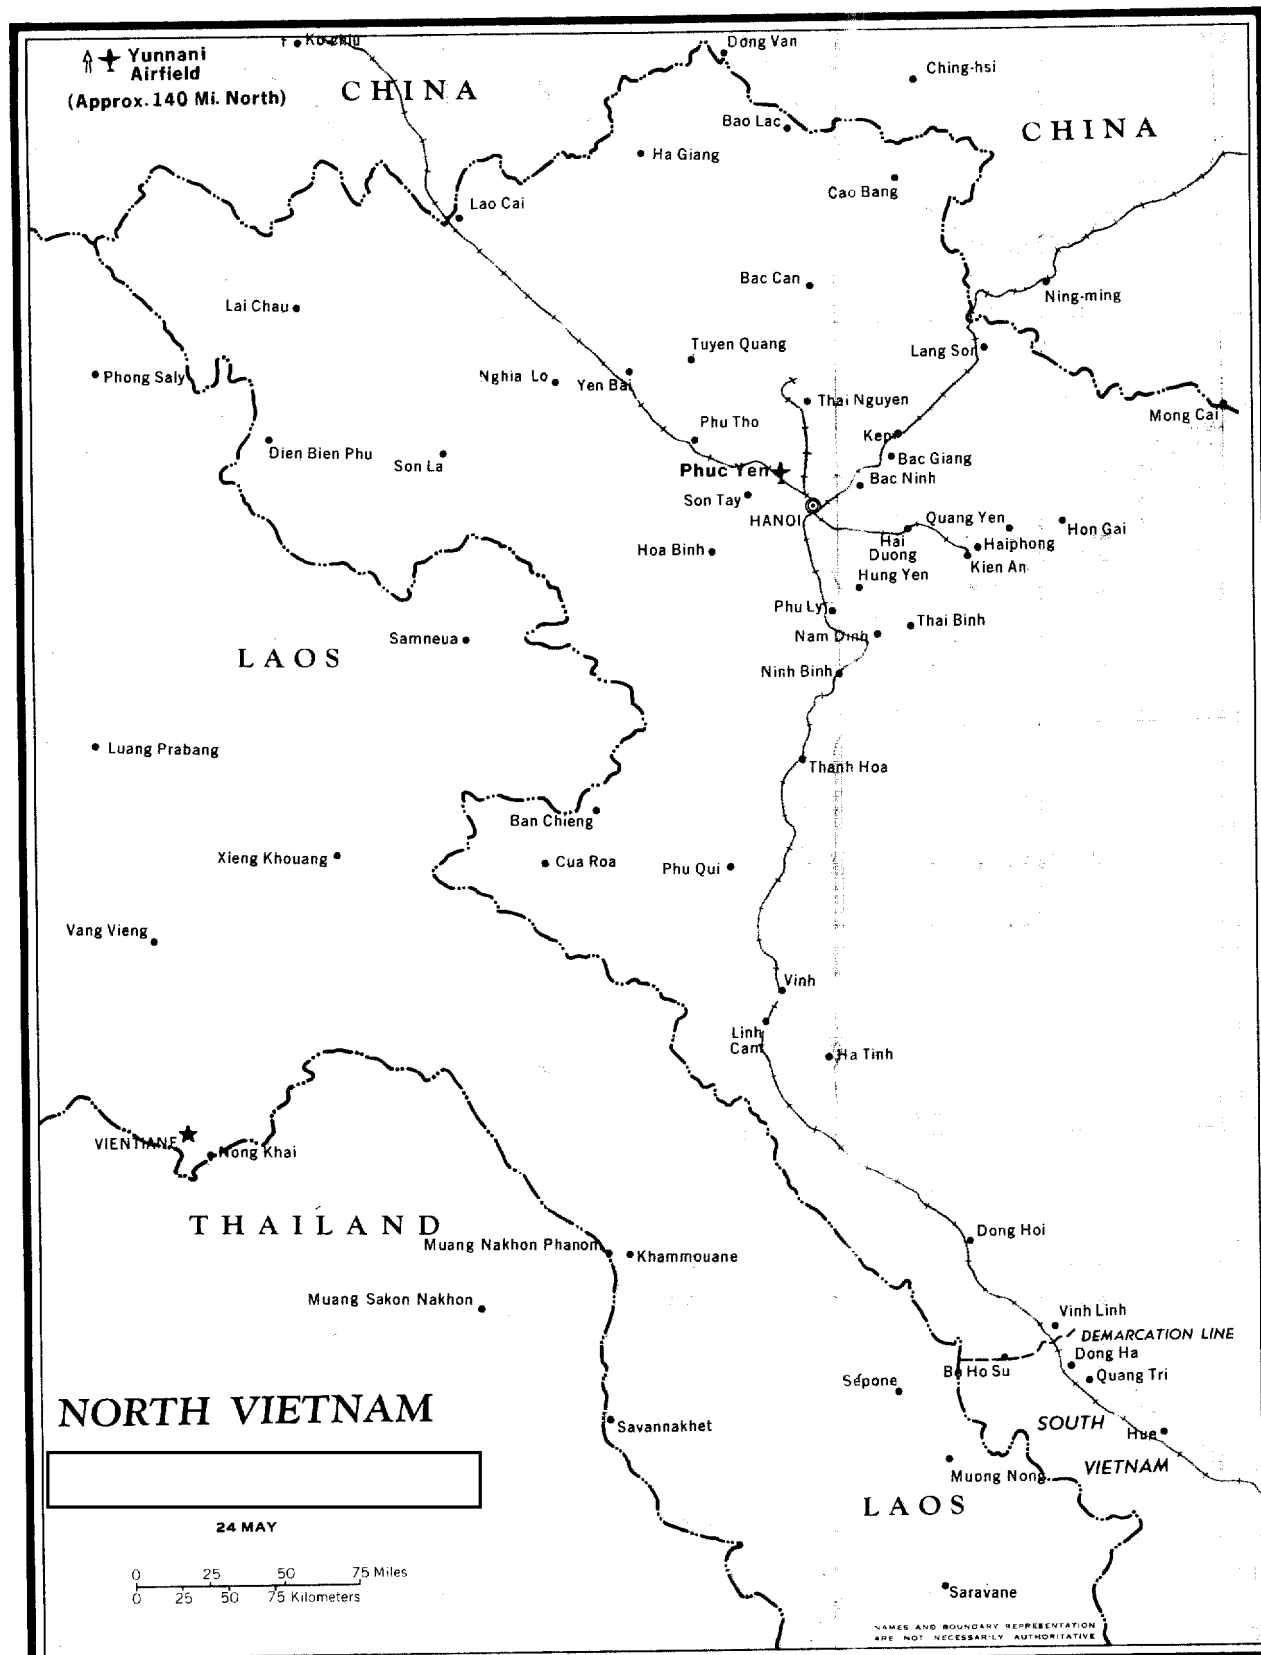 Ko-chiu
Yunnani
Airfield
(Approx. 140 Mi. North)
CHINA
Dong Van
Ching-hsi
Bao Lac
CHINA
Ha Giang
Cao Bang
Lao Cai
Bac Can
Ning-ming
Lai Chau
Tuyen Quang
Lang Son
Phong Saly
Nghia Lo
Yen Bai
Thai Nguyen
Mong Cai
Phu Tho
Kep
Dien Bien Phu
Son La
Bac Giang
Phuc Yen
Bac Ninh
Son Tay
HANOI
Quang Yen
Hon Gai
Hai
Duong
Haiphong
Hoa Binh
Kien An
Hung Yen
Phu Ly
Thai Binh
Nam Dinh
Samneua
LAOS
Ninh Binh
Luang Prabang
Thanh Hoa
Ban Chieng
Xieng Khouang
Cua Roa
Phu Qui
Vang Vieng
Vinh
Linh
Cam
Ha Tinh
VIENTIANE
Nong Khai
THAILAND
Dong Hoi
Muang Nakhon Phanom
Khammouane
Muang Sakon Nakhon
Vinh Linh
DEMARCATION LINE
Dong Ha
Ho Su
Quang Tri
Sépone
NORTH VIETNAM
Savannakhet
SOUTH
VIETNAM
Hue
Muong Nong
LAOS
24 MAY
0 25 50 75 Miles
0 25 50 75 Kilometers
Saravane
NAMES AND BOUNDARY REPRESENTATION
ARE NOT NECESSARILY AUTHORITATIVE